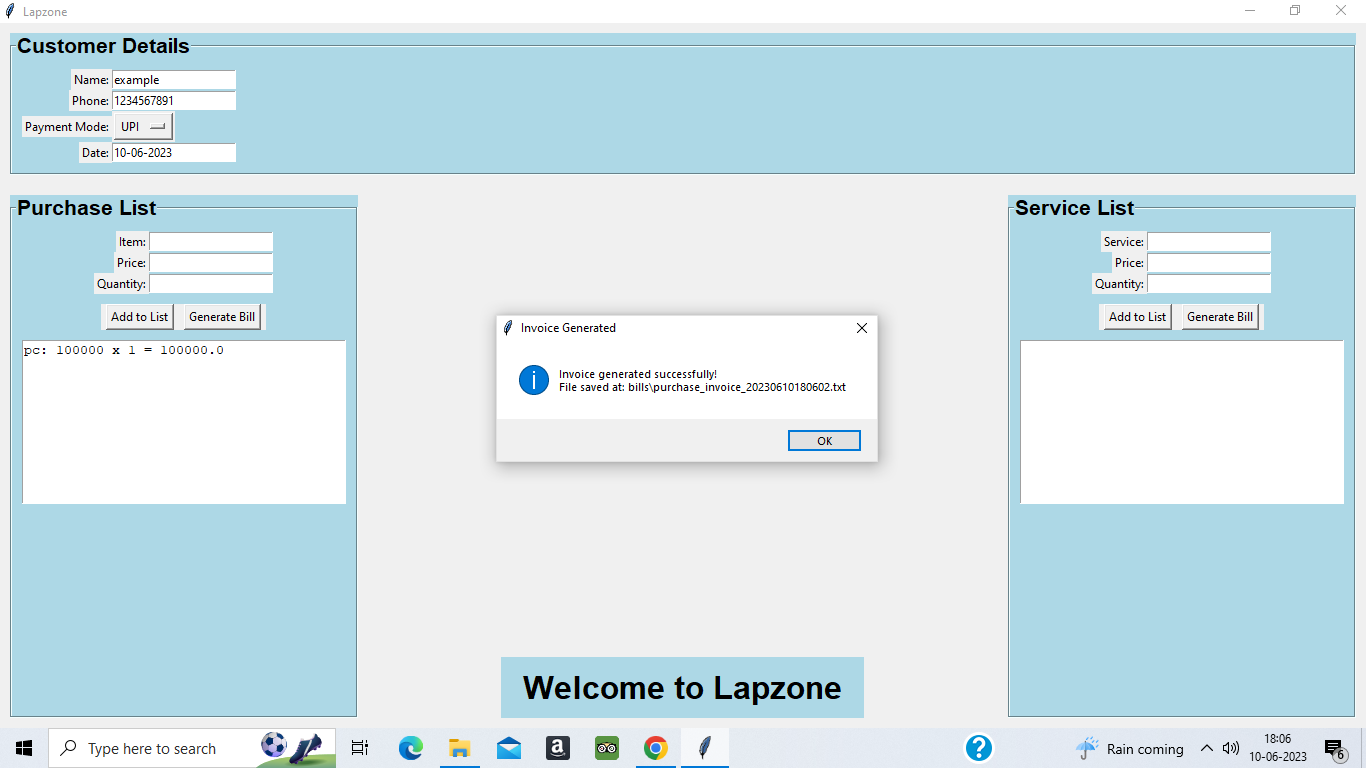 Lapzone
Customer Details
Name: example
Phone: 1234567891
Payment Mode: UPI
Date: 10-06-2023
Purchase List
Item:
Price:
Quantity:
Add to List Generate Bill
pc: 100000 x 1 = 100000.0
Service List
Service:
Price:
Quantity:
Add to List Generate Bill
Invoice Generated
Invoice generated successfully!
File saved at: bills\purchase_invoice_20230610180602.txt
OK
Welcome to Lapzone
Type here to search
a
?
Rain coming
18:06
10-06-2023
6